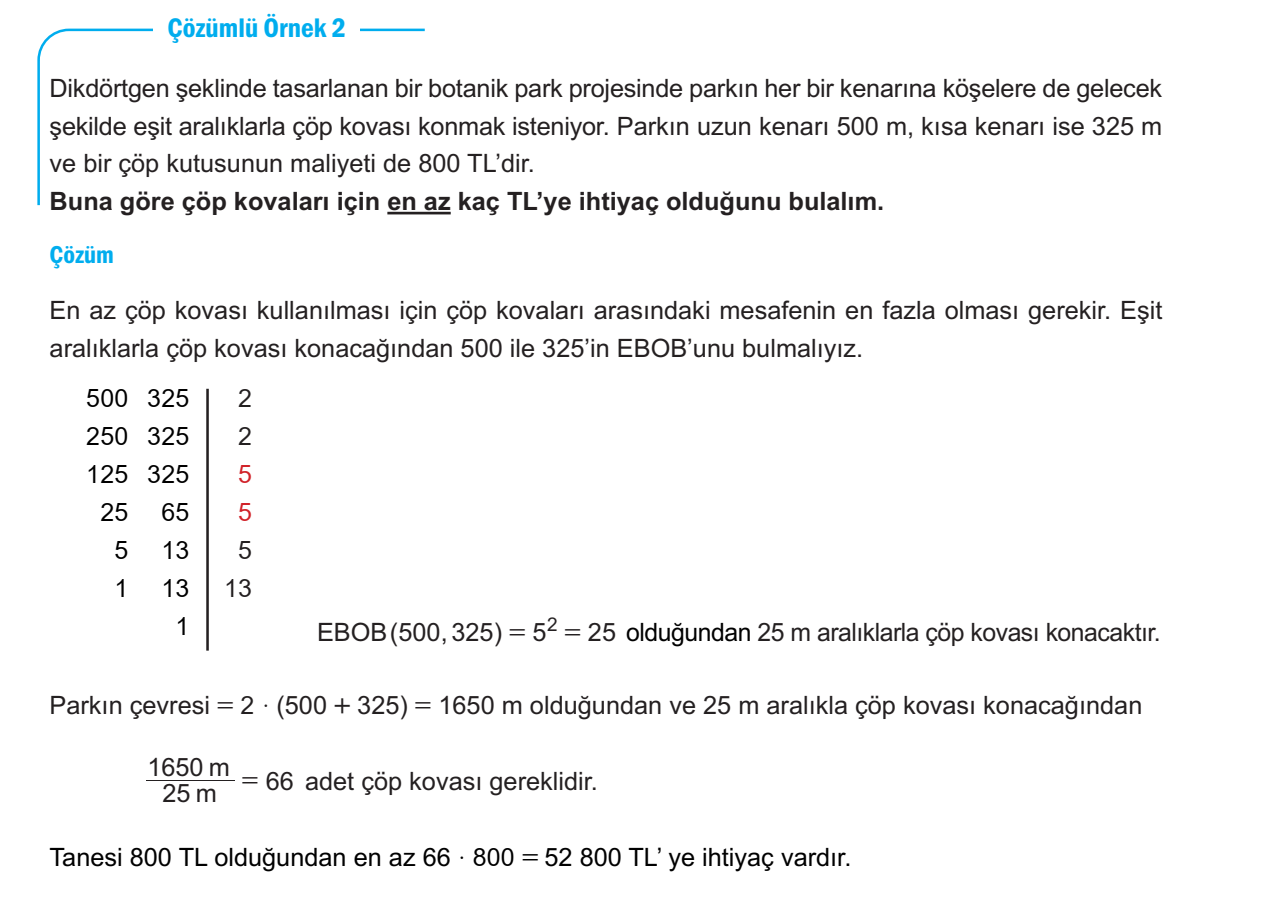 Çözümlü Örnek 2
Dikdörtgen şeklinde tasarlanan bir botanik park projesinde parkın her bir kenarına köşelere de gelecek
şekilde eşit aralıklarla çöp kovası konmak isteniyor. Parkın uzun kenarı 500 m, kısa kenarı ise 325 m
ve bir çöp kutusunun maliyeti de 800 TL’dir.
Buna göre çöp kovaları için en az kaç TL’ye ihtiyaç olduğunu bulalım.
Çözüm
En az çöp kovası kullanılması için çöp kovaları arasındaki mesafenin en fazla olması gerekir. Eşit
aralıklarla çöp kovası konacağından 500 ile 325’in EBOB’unu bulmalıyız.
500 325 | 2
250 325 | 2
125 325 | 5
25 65 | 5
5 13 | 5
1 13 | 13
1 |
EBOB(500, 325) = 5² = 25 olduğundan 25 m aralıklarla çöp kovası konacaktır.
Parkın çevresi = 2 · (500 + 325) = 1650 m olduğundan ve 25 m aralıkla çöp kovası konacağından
1650 m
25 m
= 66 adet çöp kovası gereklidir.
Tanesi 800 TL olduğundan en az 66 · 800 = 52 800 TL’ ye ihtiyaç vardır.